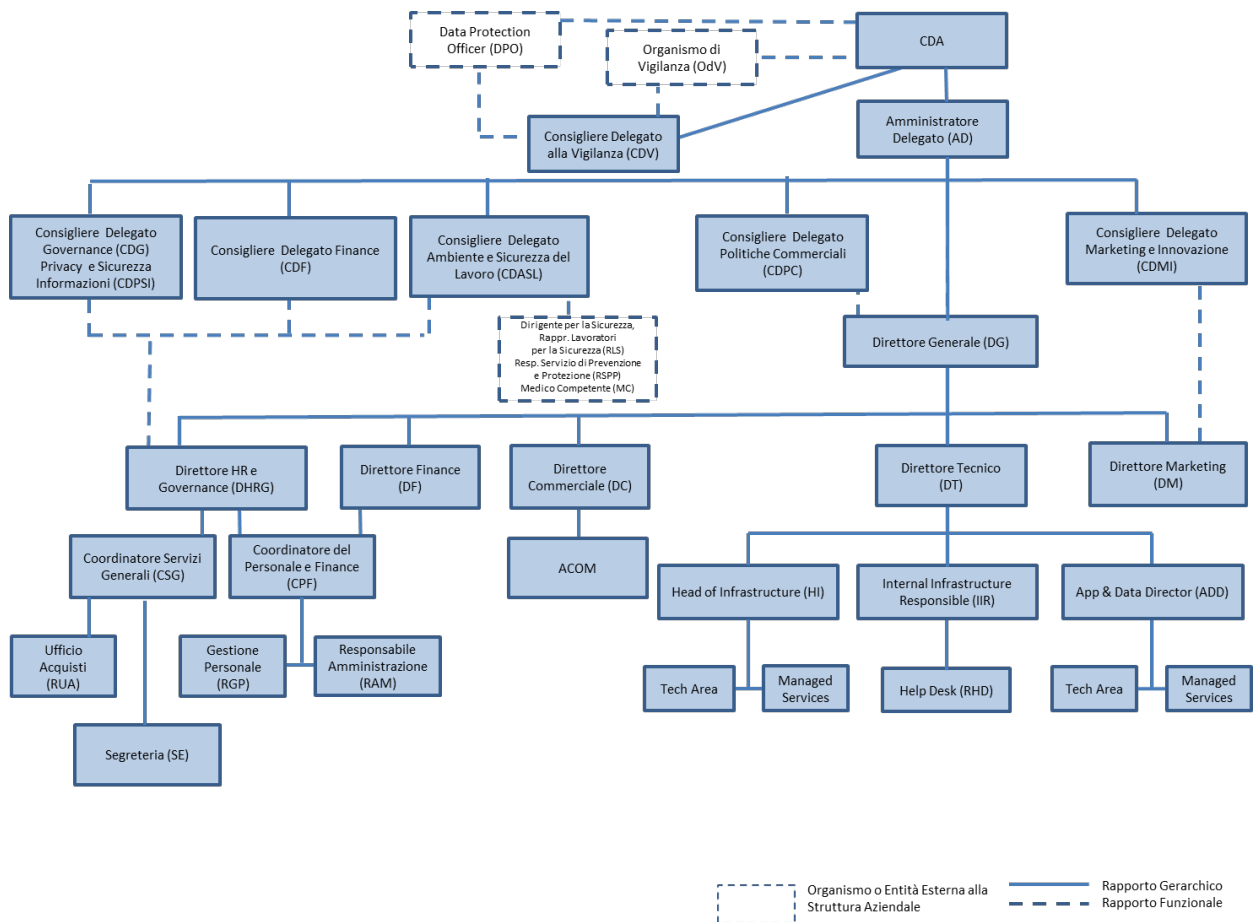 Data Protection
Officer (DPO)
Organismo di
Vigilanza (OdV)
CDA
Consigliere Delegato
alla Vigilanza (CDV)
Amministratore
Delegato (AD)
Consigliere  Delegato
Governance (CDG)
Privacy  e Sicurezza
Informazioni (CDPSI)
Consigliere  Delegato Finance
(CDF)
Consigliere  Delegato
Ambiente e Sicurezza del
Lavoro (CDASL)
Consigliere  Delegato
Politiche Commerciali
(CDPC)
Consigliere  Delegato
Marketing e Innovazione
(CDMI)
Dirigente per la Sicurezza,
Rappr. Lavoratori
per la Sicurezza (RLS)
Resp. Servizio di Prevenzione
e Protezione (RSPP)
Medico Competente (MC)
Direttore Generale (DG)
Direttore HR e
Governance (DHRG)
Direttore Finance
(DF)
Direttore
Commerciale (DC)
Direttore Tecnico
(DT)
Direttore Marketing
(DM)
Coordinatore Servizi
Generali (CSG)
Coordinatore del
Personale e Finance
(CPF)
ACOM
Head of Infrastructure (HI)
Internal Infrastructure
Responsible (IIR)
App & Data Director (ADD)
Ufficio
Acquisti
(RUA)
Gestione
Personale
(RGP)
Responsabile
Amministrazione
(RAM)
Tech Area
Managed
Services
Help Desk (RHD)
Tech Area
Managed
Services
Segreteria (SE)
Organismo o Entità Esterna alla
Struttura Aziendale
Rapporto Gerarchico
Rapporto Funzionale